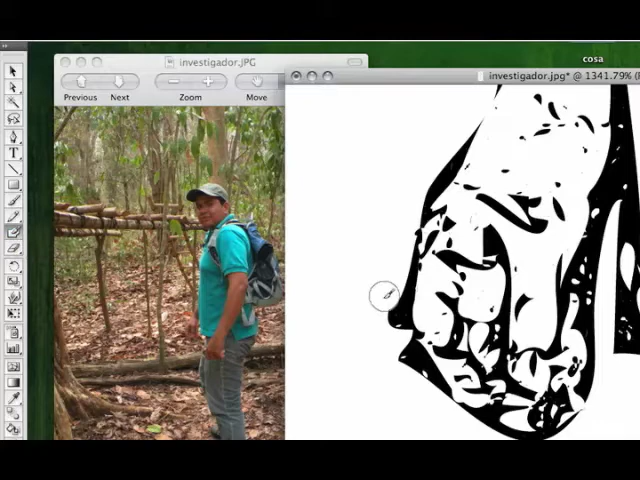 cosa
investigador.JPG
Previous
Next
Zoom
Move
investigador.jpg* @ 1341.79% (